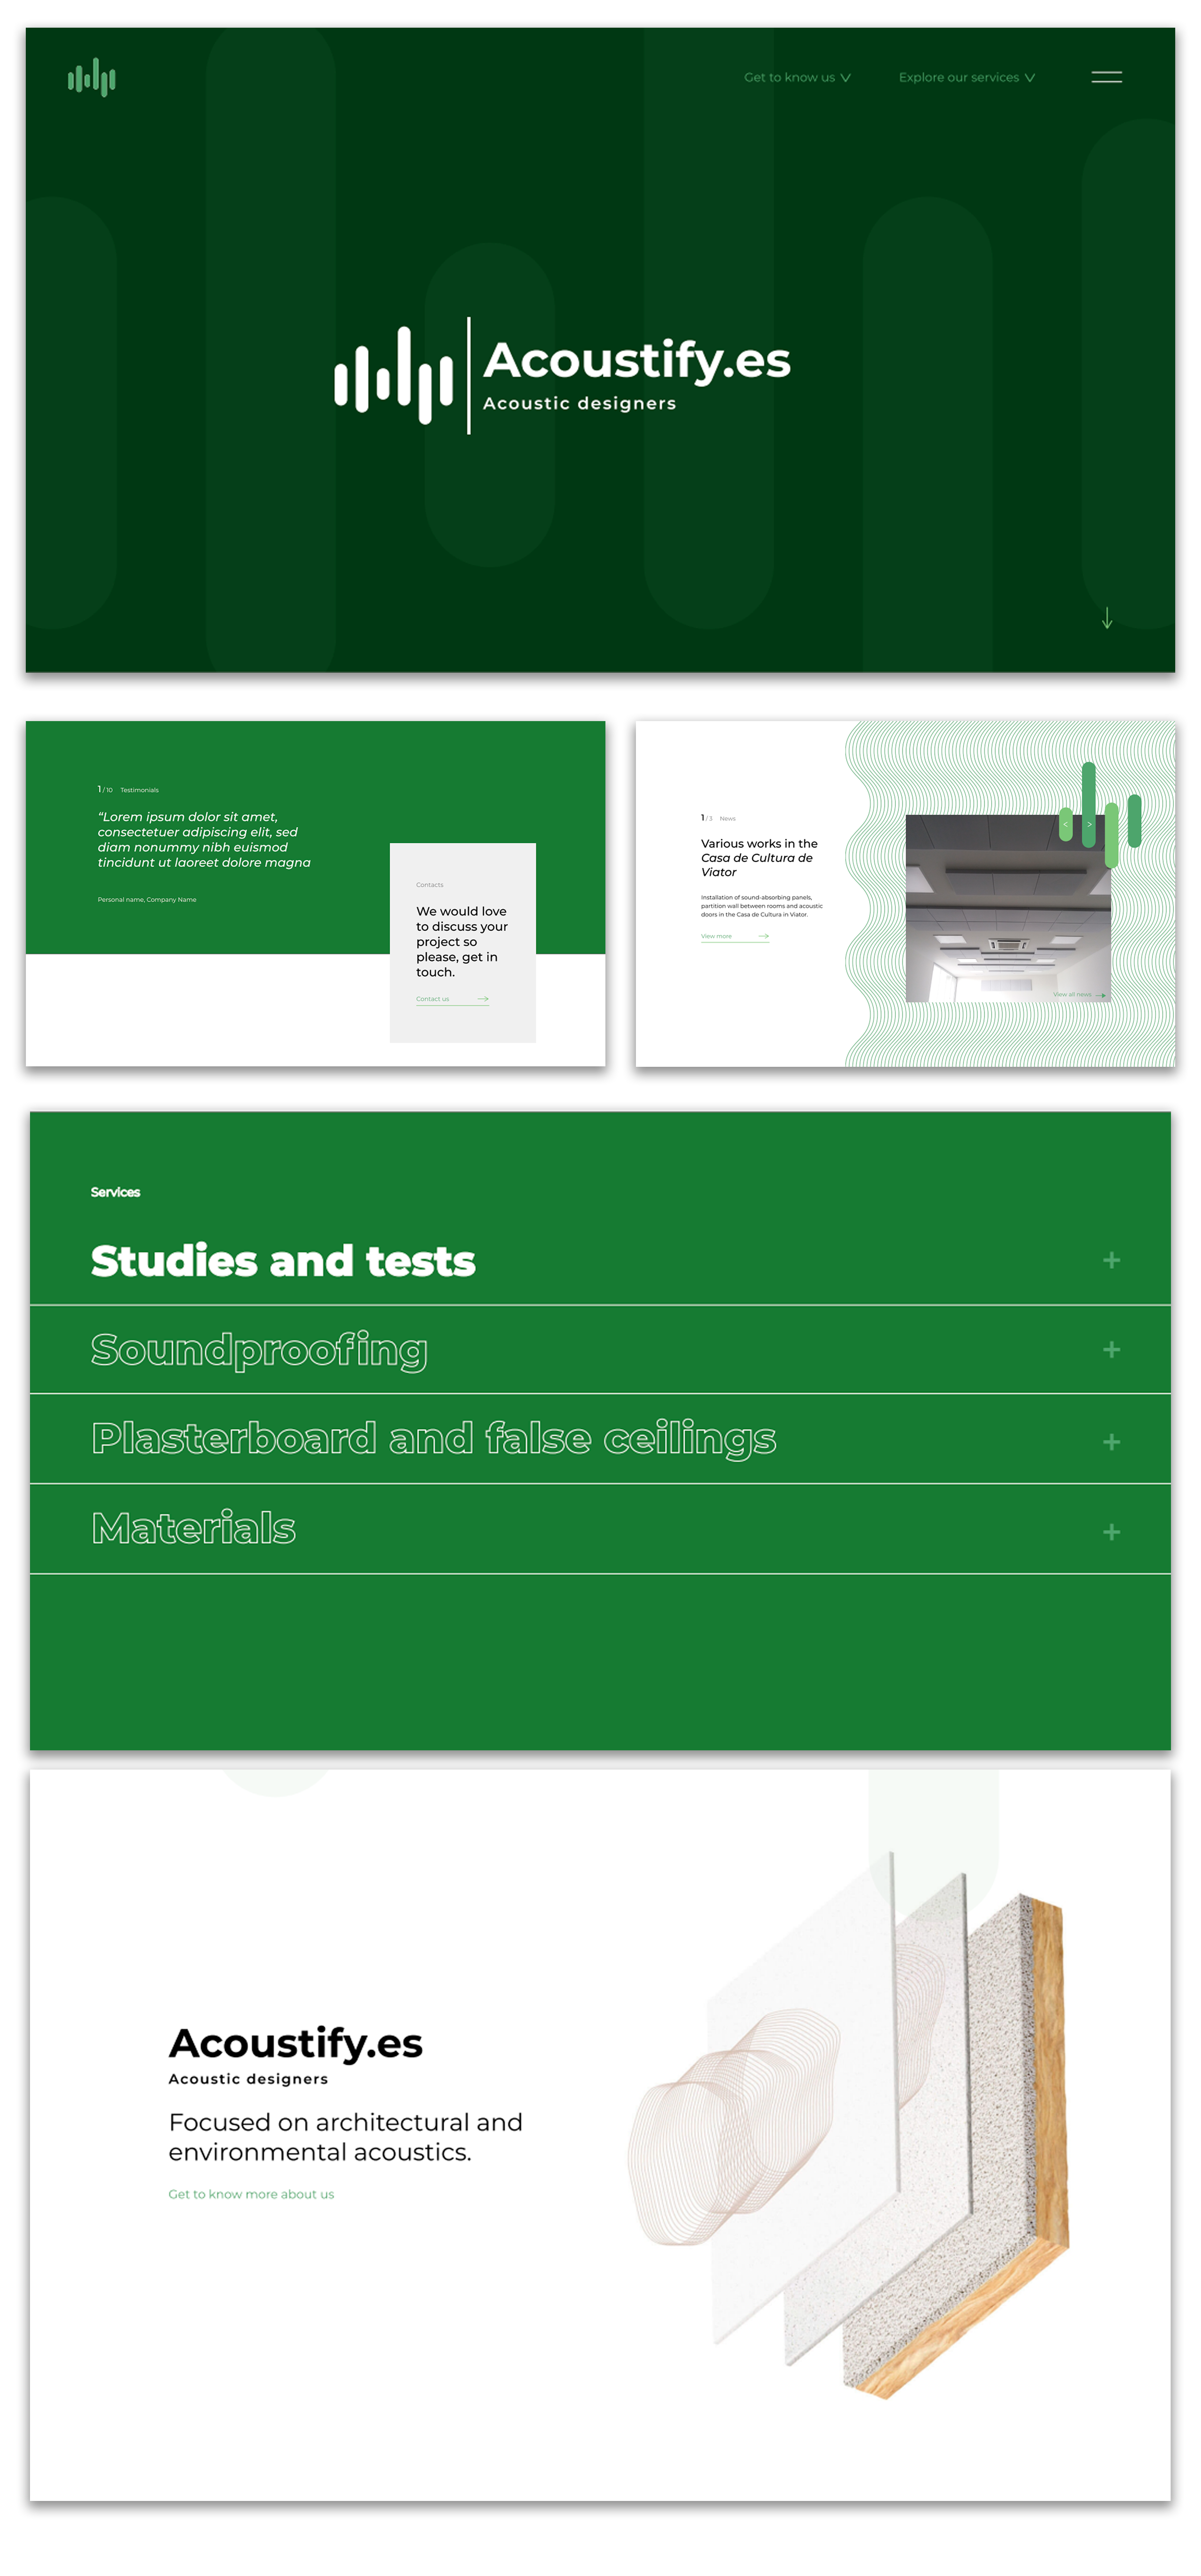 Get to know us
Explore our services
Acoustify.es
Acoustic designers
1 / 10 Testimonials
“Lorem ipsum dolor sit amet,
consectetuer adipiscing elit, sed
diam nonummy nibh euismod
tincidunt ut laoreet dolore magna
Personal name, Company Name
Contacts
We would love
to discuss your
project so
please, get in
touch.
Contact us
1 / 3 News
Various works in the
Casa de Cultura de
Viator
Installation of sound-absorbing panels,
partition wall between rooms and acoustic
doors in the Casa de Cultura in Viator.
View more
< >
View all news
Services
Studies and tests +
Soundproofing +
Plasterboard and false ceilings +
Materials +
Acoustify.es
Acoustic designers
Focused on architectural and
environmental acoustics.
Get to know more about us